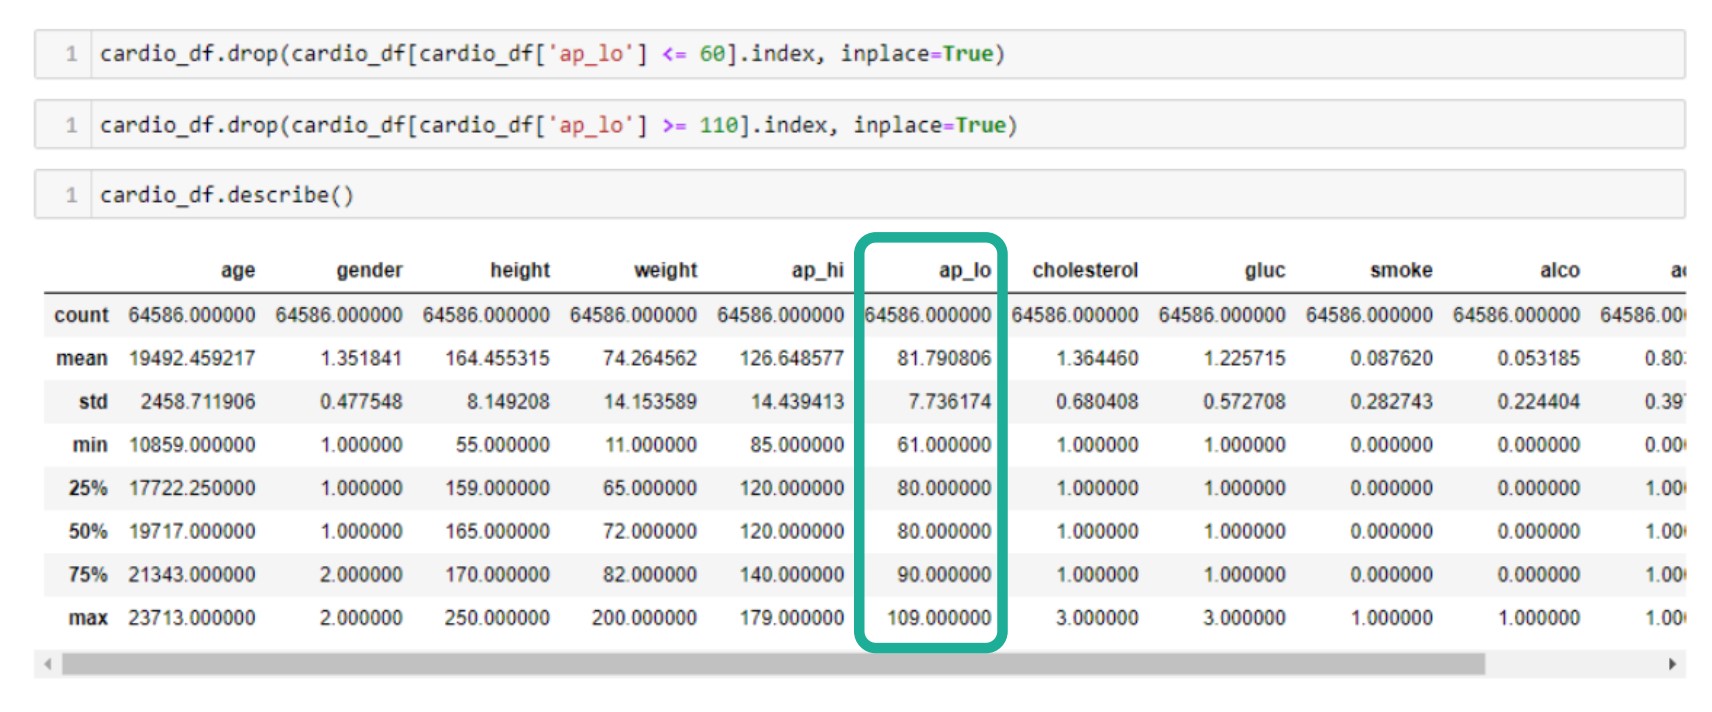 1 cardio_df.drop(cardio_df[cardio_df['ap_lo'] <= 60].index, inplace=True)
1 cardio_df.drop(cardio_df[cardio_df['ap_lo'] >= 110].index, inplace=True)
1 cardio_df.describe()
age gender height weight ap_hi ap_lo cholesterol gluc smoke alco
count 64586.000000 64586.000000 64586.000000 64586.000000 64586.000000 64586.000000 64586.000000 64586.000000 64586.000000 64586.000000 64586.00
mean 19492.459217 1.351841 164.455315 74.264562 126.648577 81.790806 1.364460 1.225715 0.087620 0.053185 0.80
std 2458.711906 0.477548 8.149208 14.153589 14.439413 7.736174 0.680408 0.572708 0.282743 0.224404 0.39
min 10859.000000 1.000000 55.000000 11.000000 85.000000 61.000000 1.000000 1.000000 0.000000 0.000000 0.00
25% 17722.250000 1.000000 159.000000 65.000000 120.000000 80.000000 1.000000 1.000000 0.000000 0.000000 1.00
50% 19717.000000 1.000000 165.000000 72.000000 120.000000 80.000000 1.000000 1.000000 0.000000 0.000000 1.00
75% 21343.000000 2.000000 170.000000 82.000000 140.000000 90.000000 1.000000 1.000000 0.000000 0.000000 1.00
max 23713.000000 2.000000 250.000000 200.000000 179.000000 109.000000 3.000000 3.000000 1.000000 1.000000 1.00